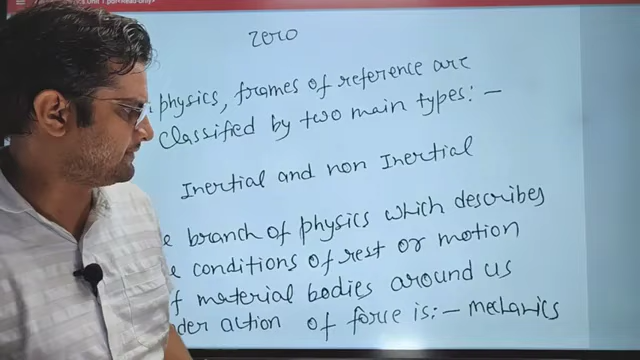 zero
physics, frames of reference are
classified by two main types:-
Inertial and non Inertial
branch of physics which describes
conditions of rest or motion
material bodies around us
action of force is:- mechanics